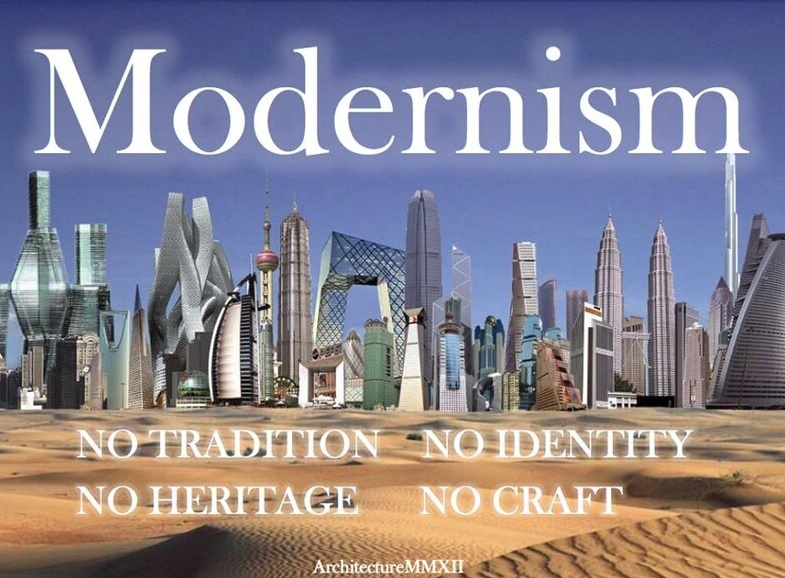 Modernism
NO TRADITION NO IDENTITY
NO HERITAGE NO CRAFT
ArchitectureMMXII